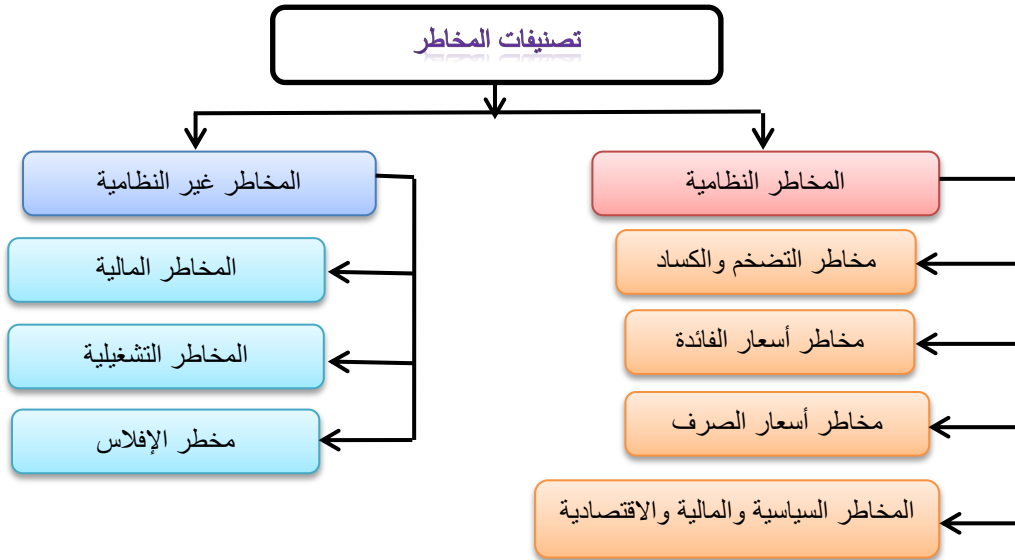 تصنيفات المخاطر
المخاطر النظامية
مخاطر التضخم والكساد
مخاطر أسعار الفائدة
مخاطر أسعار الصرف
المخاطر السياسية والمالية والاقتصادية
المخاطر غير النظامية
المخاطر المالية
المخاطر التشغيلية
مخطر الإفلاس